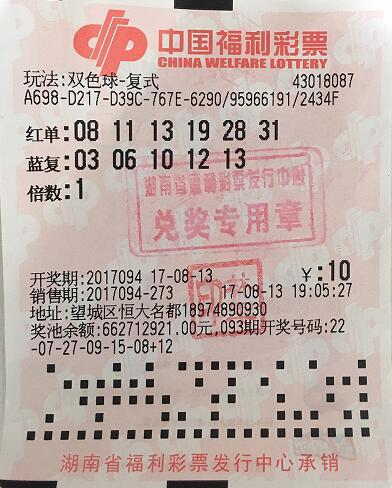 中国福利彩票
CHINA WELFARE LOTTERY
玩法:双色球-复式 43018087
A698-D217-D39C-767E-6290/95966191/2434F
红单:08 11 13 19 28 31
蓝复:03 06 10 12 13
倍数:1
湖南省福利彩票发行中心
兑奖专用章
开奖期:2017094 17-08-13 ¥:10
销售期:2017094-273 17-08-13 19:05:27
地址:望城区恒大名都18974890930
奖池余额:662712921.00元,093期开奖号码:22
-07-27-09-15-08+12
湖南省福利彩票发行中心承销